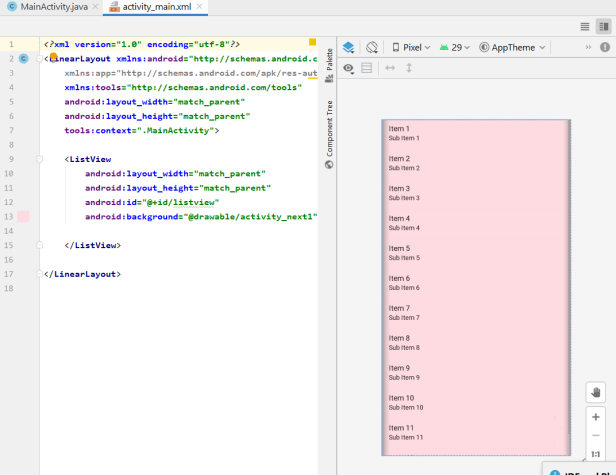 MainActivity.java
activity_main.xml
Pixel
29
AppTheme
1 <?xml version="1.0" encoding="utf-8"?>
2 <LinearLayout xmlns:android="http://schemas.android.c
3 xmlns:app="http://schemas.android.com/apk/res-aut
4 xmlns:tools="http://schemas.android.com/tools"
5 android:layout_width="match_parent"
6 android:layout_height="match_parent"
7 tools:context=".MainActivity">
8
9 <ListView
10 android:layout_width="match_parent"
11 android:layout_height="match_parent"
12 android:id="@+id/listview"
13 android:background="@drawable/activity_next1"
14
15 </ListView>
16
17 </LinearLayout>
18
Palette
Component Tree
Item 1
Sub Item 1
Item 2
Sub Item 2
Item 3
Sub Item 3
Item 4
Sub Item 4
Item 5
Sub Item 5
Item 6
Sub Item 6
Item 7
Sub Item 7
Item 8
Sub Item 8
Item 9
Sub Item 9
Item 10
Sub Item 10
Item 11
Sub Item 11
1:1